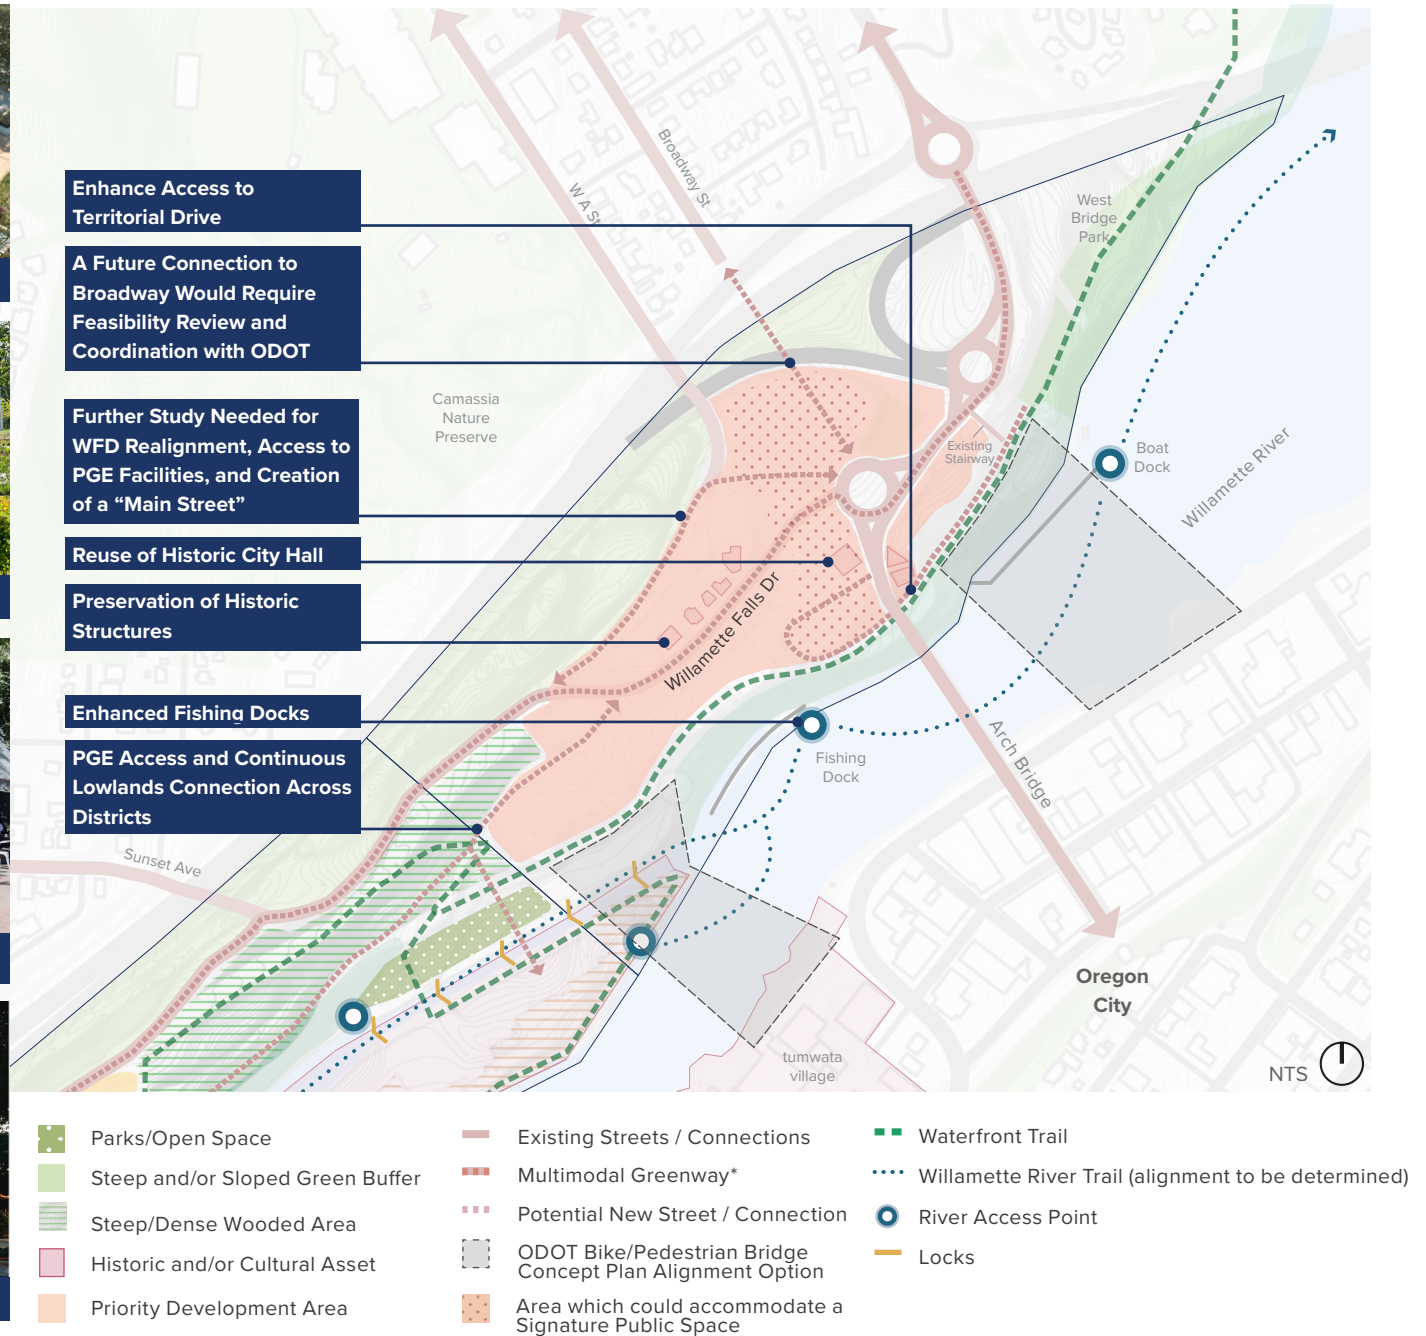 Enhance Access to
Territorial Drive
A Future Connection to
Broadway Would Require
Feasibility Review and
Coordination with ODOT
Further Study Needed for
WFD Realignment, Access to
PGE Facilities, and Creation
of a “Main Street”
Reuse of Historic City Hall
Preservation of Historic
Structures
Enhanced Fishing Docks
PGE Access and Continuous
Lowlands Connection Across
Districts
W A St
Broadway St
West
Bridge
Park
Camassia
Nature
Preserve
Existing
Stairway
Boat
Dock
Willamette River
Willamette Falls Dr
Fishing
Dock
Arch Bridge
Sunset Ave
Oregon
City
tumwata
village
NTS
Parks/Open Space
Steep and/or Sloped Green Buffer
Steep/Dense Wooded Area
Historic and/or Cultural Asset
Priority Development Area
Existing Streets / Connections
Multimodal Greenway*
Potential New Street / Connection
ODOT Bike/Pedestrian Bridge
Concept Plan Alignment Option
Area which could accommodate a
Signature Public Space
Waterfront Trail
Willamette River Trail (alignment to be determined)
River Access Point
Locks